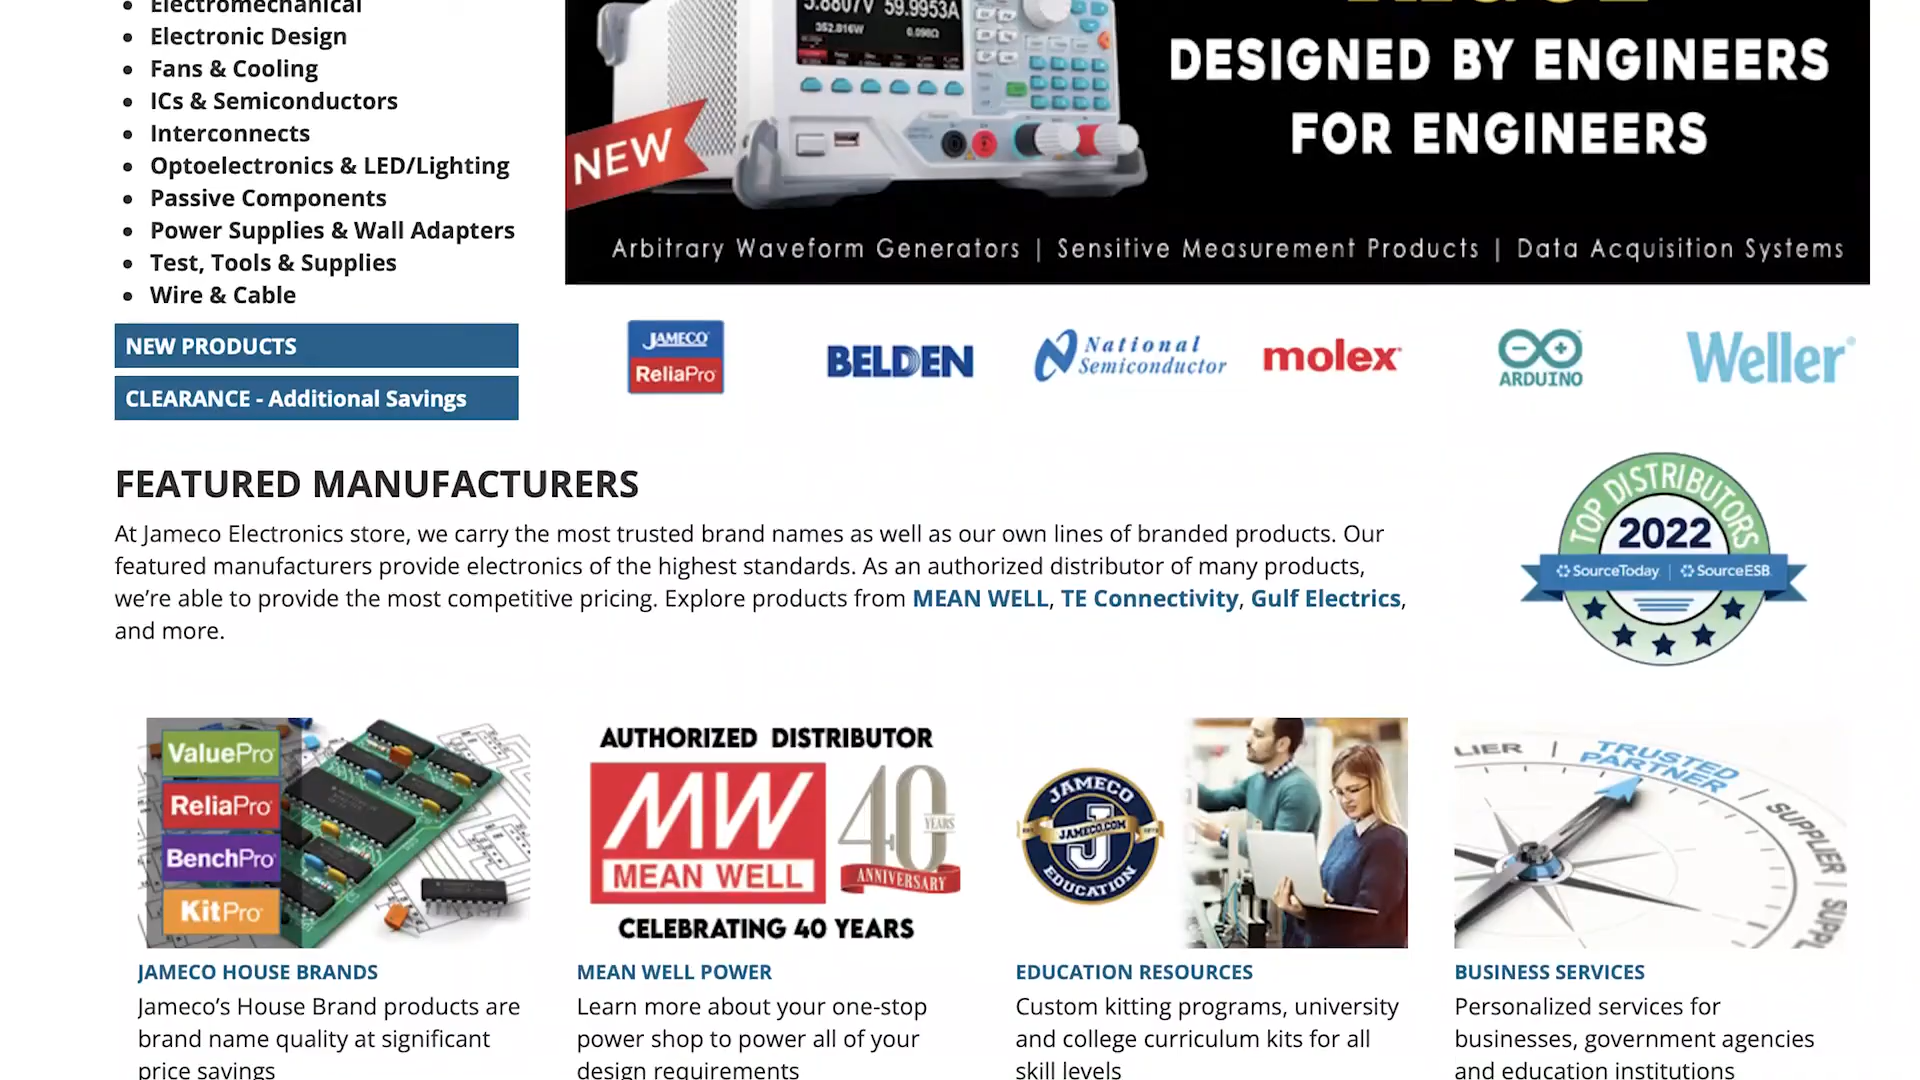 Electromechanical
Electronic Design
Fans & Cooling
ICs & Semiconductors
Interconnects
Optoelectronics & LED/Lighting
Passive Components
Power Supplies & Wall Adapters
Test, Tools & Supplies
Wire & Cable
NEW PRODUCTS
CLEARANCE - Additional Savings
5.8807V 59.9953A
352.816W 0.098Ω
NEW
DESIGNED BY ENGINEERS
FOR ENGINEERS
Arbitrary Waveform Generators | Sensitive Measurement Products | Data Acquisition Systems
JAMECO
ReliaPro
BELDEN
National
Semiconductor
molex
ARDUINO
Weller
FEATURED MANUFACTURERS
At Jameco Electronics store, we carry the most trusted brand names as well as our own lines of branded products. Our
featured manufacturers provide electronics of the highest standards. As an authorized distributor of many products,
we're able to provide the most competitive pricing. Explore products from MEAN WELL, TE Connectivity, Gulf Electrics,
and more.
TOP DISTRIBUTORS
2022
SourceToday | SourceESB
ValuePro
ReliaPro
BenchPro
KitPro
AUTHORIZED DISTRIBUTOR
MW
MEAN WELL
40 YEARS
ANNIVERSARY
CELEBRATING 40 YEARS
JAMECO
JAMECO.COM
J
EDUCATION
LIER | TRUSTED PARTNER | SUPPLIER | SUPPL
JAMECO HOUSE BRANDS
Jameco's House Brand products are
brand name quality at significant
price savings
MEAN WELL POWER
Learn more about your one-stop
power shop to power all of your
design requirements
EDUCATION RESOURCES
Custom kitting programs, university
and college curriculum kits for all
skill levels
BUSINESS SERVICES
Personalized services for
businesses, government agencies
and education institutions